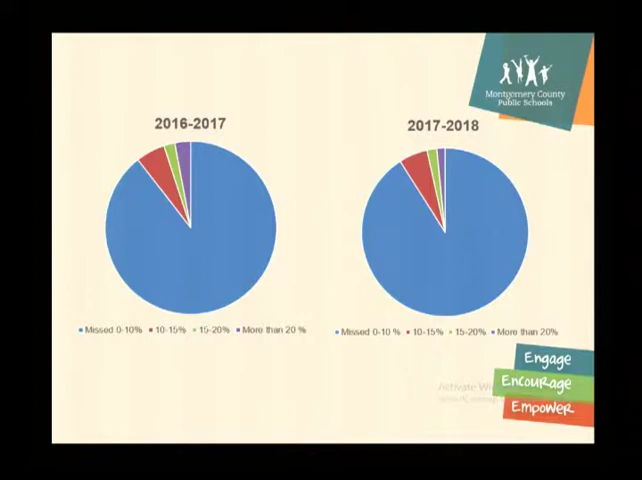 Montgomery County
Public Schools
2016-2017
2017-2018
Missed 0-10% 10-15% 15-20% More than 20 %
Missed 0-10 % 10-15% 15-20% More than 20%
Engage
Encourage
Empower
Activate